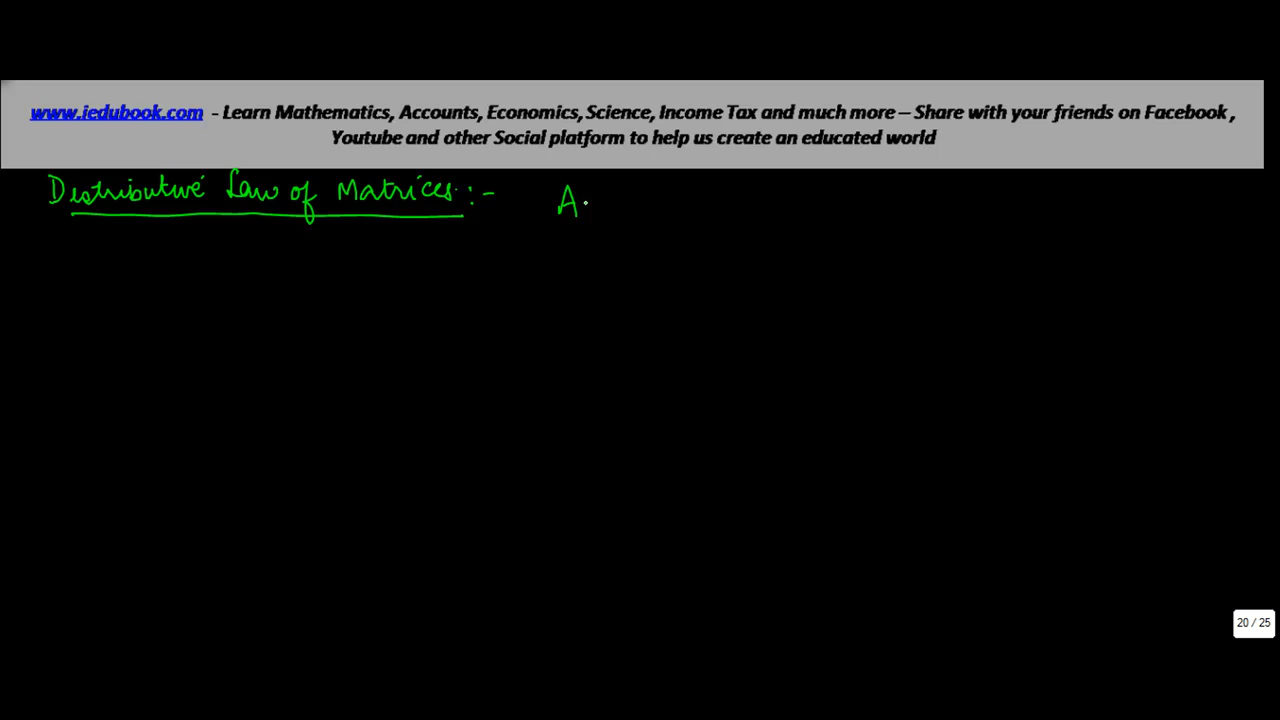 www.iedubook.com - Learn Mathematics, Accounts, Economics, Science, Income Tax and much more – Share with your friends on Facebook ,
Youtube and other Social platform to help us create an educated world
Distributive Law of Matrices :- A
20 / 25